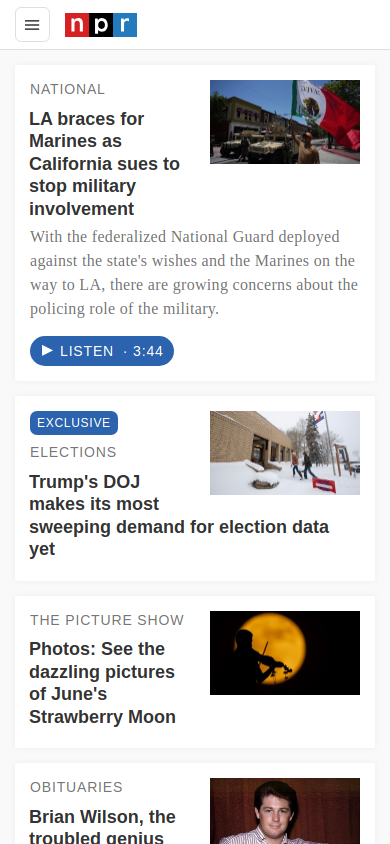 npr
NATIONAL
LA braces for
Marines as
California sues to
stop military
involvement
With the federalized National Guard deployed
against the state's wishes and the Marines on the
way to LA, there are growing concerns about the
policing role of the military.
LISTEN · 3:44
EXCLUSIVE
ELECTIONS
Trump's DOJ
makes its most
sweeping demand for election data
yet
THE PICTURE SHOW
Photos: See the
dazzling pictures
of June's
Strawberry Moon
OBITUARIES
Brian Wilson, the
troubled genius